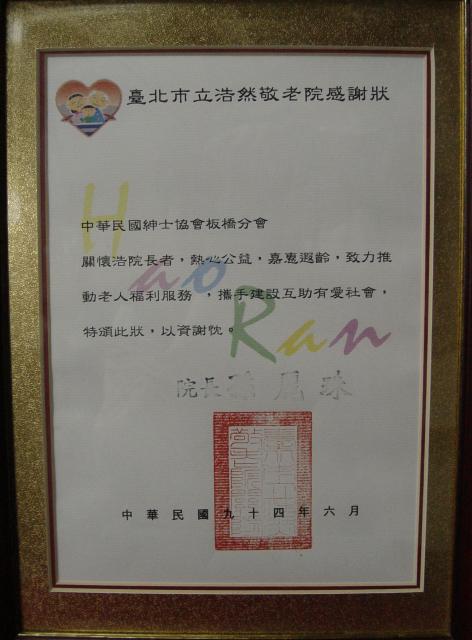 臺北市立浩然敬老院感謝狀
Hao Ran
中華民國紳士協會板橋分會
關懷浩院長者，熱心公益，嘉惠遐齡，致力推
動老人福利服務，攜手建設互助有愛社會，
特頒此狀，以資謝忱。
院長
中華民國九十四年六月